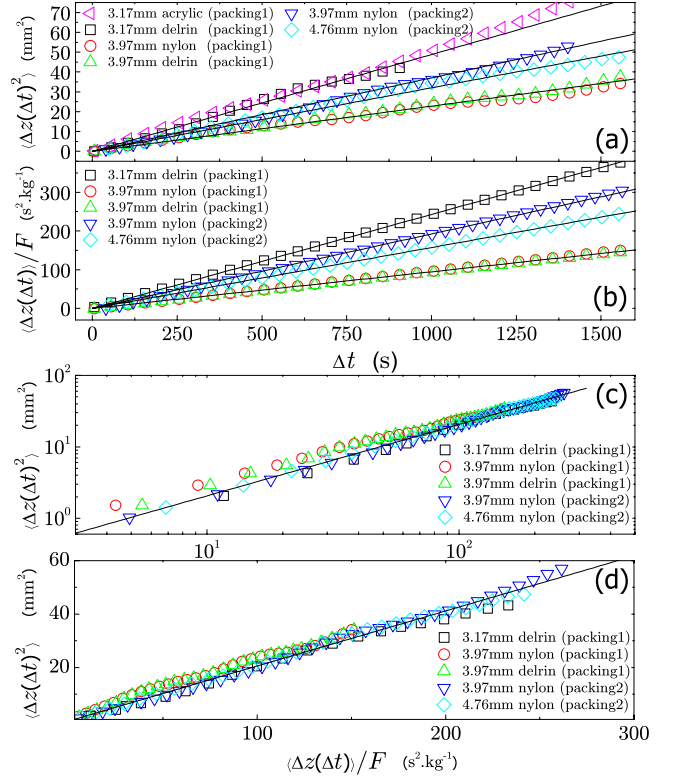 ⟨Δz(Δt)²⟩ (mm²)
75
60
50
40
30
20
10
0
3.17mm acrylic (packing1)
3.17mm delrin (packing1)
3.97mm nylon (packing1)
3.97mm delrin (packing1)
3.97mm nylon (packing2)
4.76mm nylon (packing2)
(a)
⟨Δz(Δt)⟩/F (s².kg⁻¹)
300
200
100
0
3.17mm delrin (packing1)
3.97mm nylon (packing1)
3.97mm delrin (packing1)
3.97mm nylon (packing2)
4.76mm nylon (packing2)
(b)
0 250 500 750 1000 1250 1500
Δt (s)
⟨Δz(Δt)²⟩ (mm²)
10²
10¹
10⁰
(c)
3.17mm delrin (packing1)
3.97mm nylon (packing1)
3.97mm delrin (packing1)
3.97mm nylon (packing2)
4.76mm nylon (packing2)
10¹ 10²
⟨Δz(Δt)²⟩ (mm²)
60
40
20
(d)
3.17mm delrin (packing1)
3.97mm nylon (packing1)
3.97mm delrin (packing1)
3.97mm nylon (packing2)
4.76mm nylon (packing2)
100 200 300
⟨Δz(Δt)⟩/F (s².kg⁻¹)